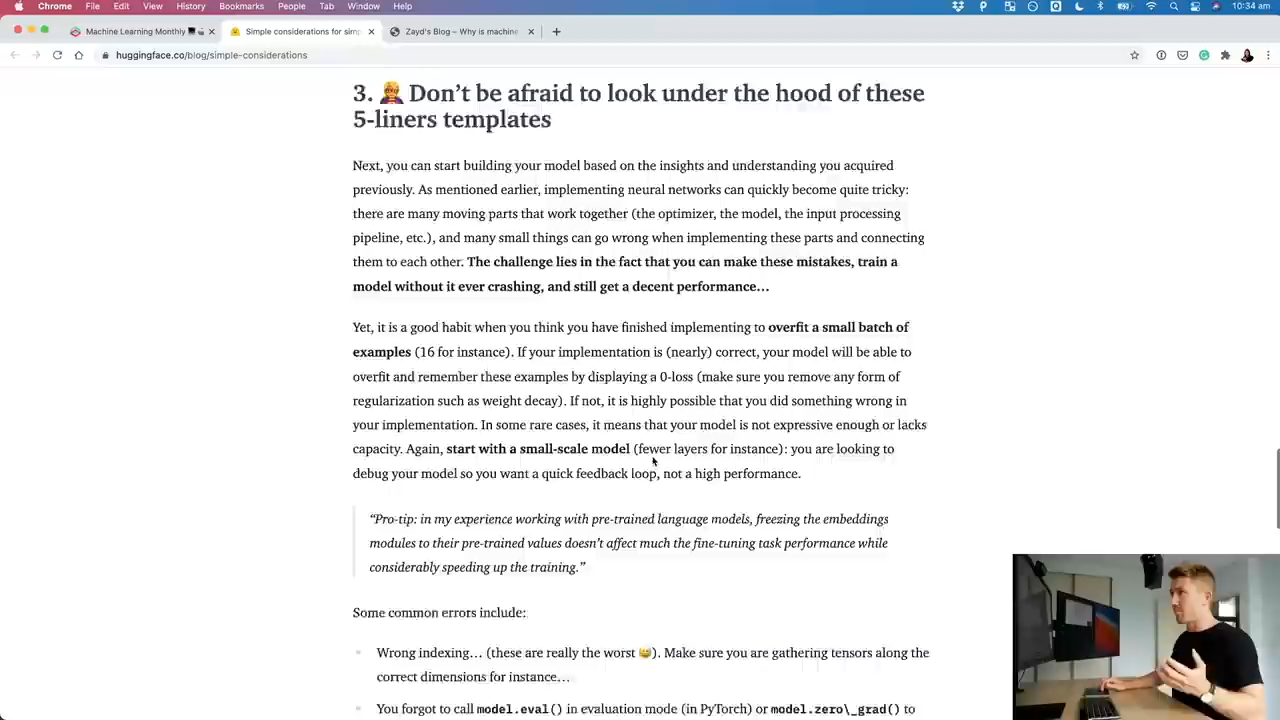 Chrome File Edit View History Bookmarks People Tab Window Help 10:34 am
Machine Learning Monthly Simple considerations for simp Zayd's Blog – Why is machine
huggingface.co/blog/simple-considerations
3. Don't be afraid to look under the hood of these
5-liners templates
Next, you can start building your model based on the insights and understanding you acquired
previously. As mentioned earlier, implementing neural networks can quickly become quite tricky:
there are many moving parts that work together (the optimizer, the model, the input processing
pipeline, etc.), and many small things can go wrong when implementing these parts and connecting
them to each other. The challenge lies in the fact that you can make these mistakes, train a
model without it ever crashing, and still get a decent performance…
Yet, it is a good habit when you think you have finished implementing to overfit a small batch of
examples (16 for instance). If your implementation is (nearly) correct, your model will be able to
overfit and remember these examples by displaying a 0-loss (make sure you remove any form of
regularization such as weight decay). If not, it is highly possible that you did something wrong in
your implementation. In some rare cases, it means that your model is not expressive enough or lacks
capacity. Again, start with a small-scale model (fewer layers for instance): you are looking to
debug your model so you want a quick feedback loop, not a high performance.
“Pro-tip: in my experience working with pre-trained language models, freezing the embeddings
modules to their pre-trained values doesn't affect much the fine-tuning task performance while
considerably speeding up the training.”
Some common errors include:
Wrong indexing… (these are really the worst 😅). Make sure you are gathering tensors along the
correct dimensions for instance…
You forgot to call model.eval() in evaluation mode (in PyTorch) or model.zero\_grad() to